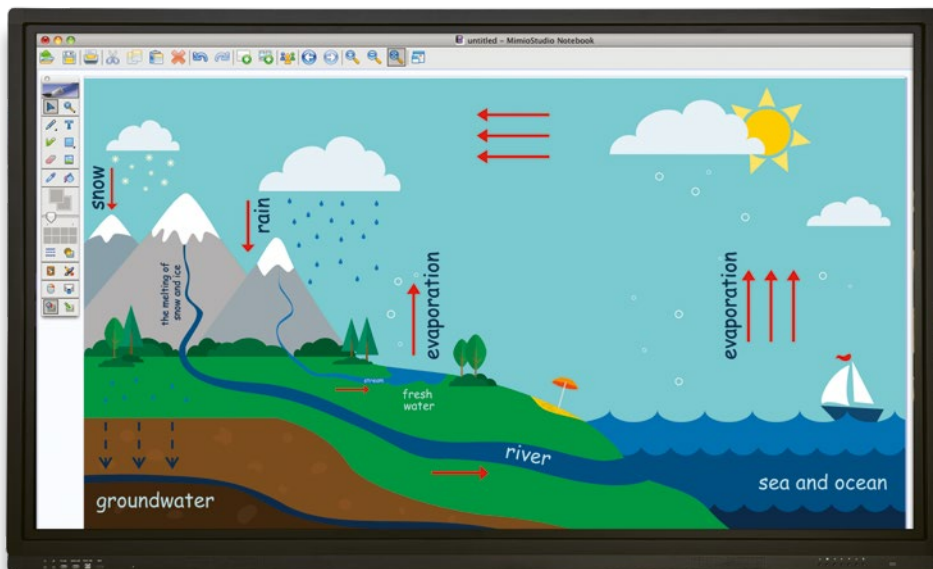 untitled – MimioStudio Notebook
snow
rain
the melting of
snow and ice
evaporation
evaporation
stream
fresh
water
river
sea and ocean
groundwater